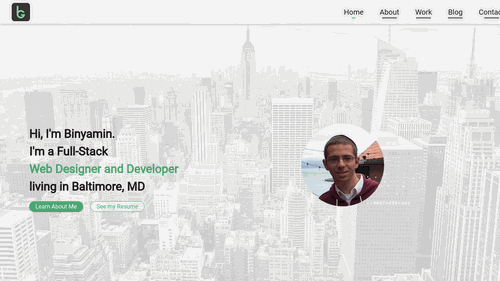 Home
About
Work
Blog
Contac
Hi, I'm Binyamin.
I'm a Full-Stack
Web Designer and Developer
living in Baltimore, MD
Learn About Me
See my Resume